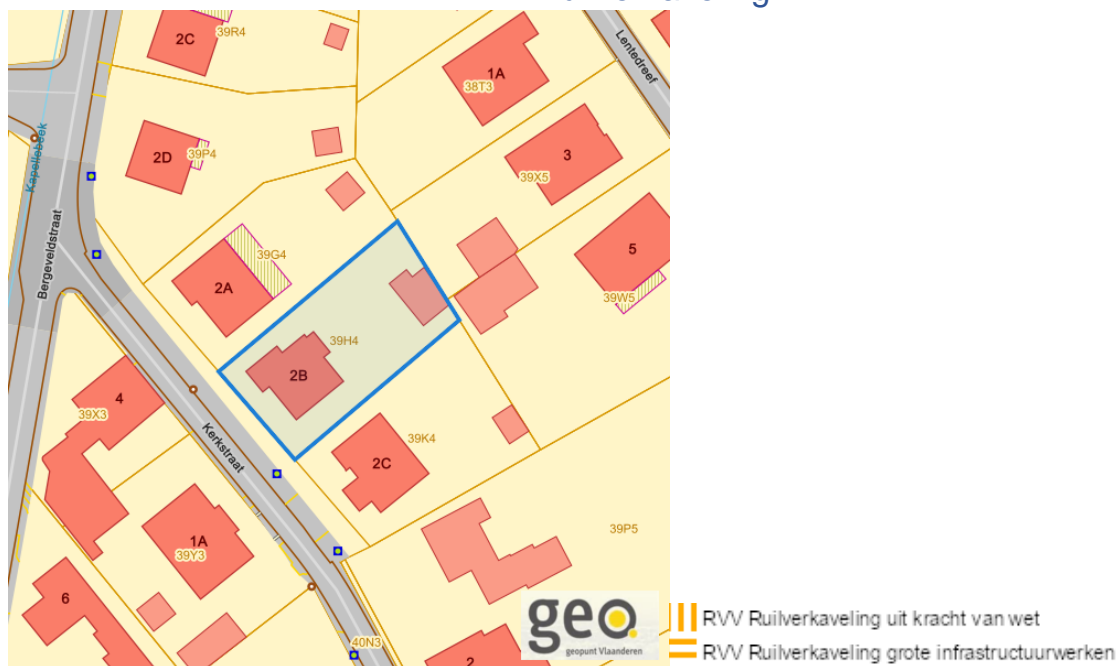 2C
39R4
Lentedreef
1A
38T3
Kapellebeek
2D
39P4
3
39X5
Bergeveldstraat
39G4
5
2A
39W5
39H4
2B
4
39X3
Kerkstraat
39K4
2C
1A
39Y3
39P5
6
40N3
2
geo
geopunt Vlaanderen
RVV Ruilverkaveling uit kracht van wet
RVV Ruilverkaveling grote infrastructuurwerken